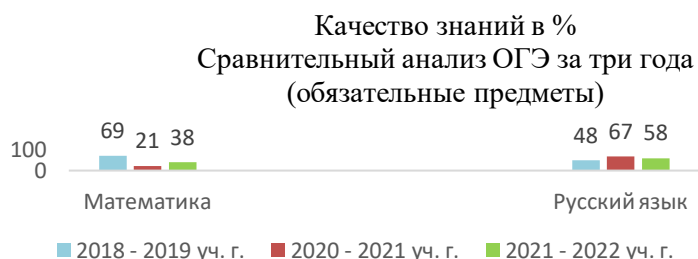 Качество знаний в %
Сравнительный анализ ОГЭ за три года
(обязательные предметы)
69 21 38 48 67 58
100
0
Математика Русский язык
2018 - 2019 уч. г. 2020 - 2021 уч. г. 2021 - 2022 уч. г.